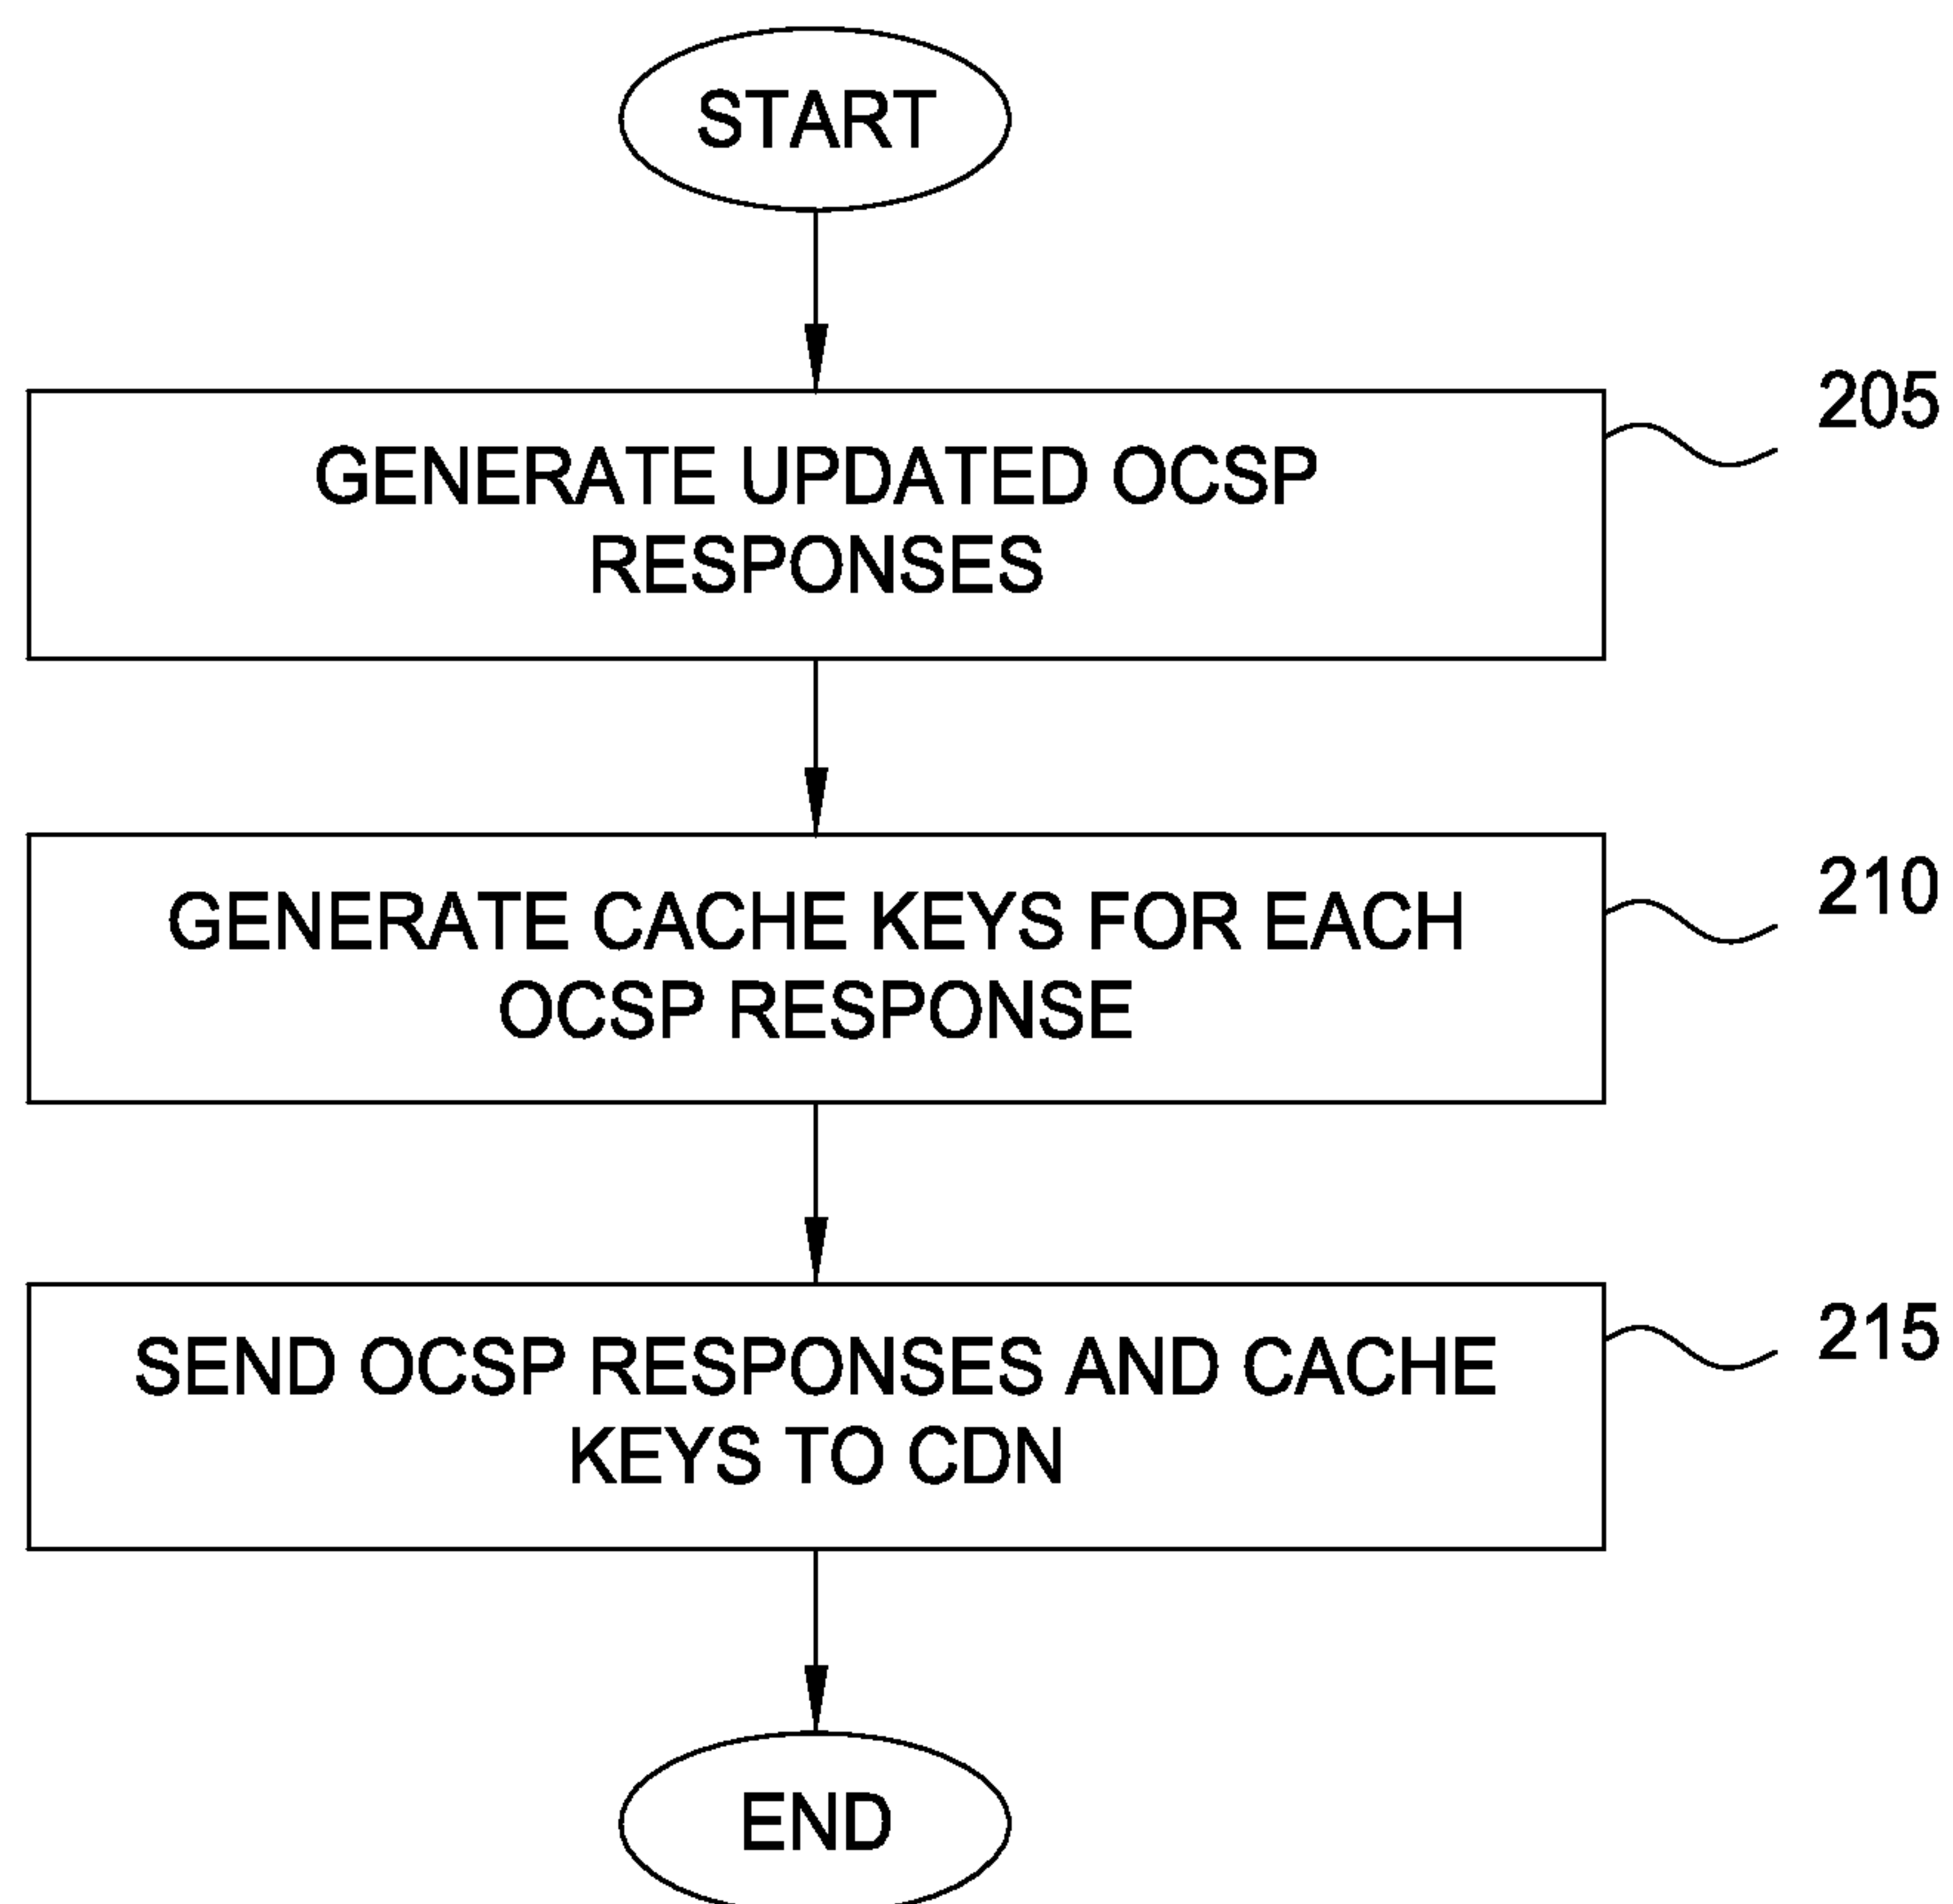 START
205
GENERATE UPDATED OCSP
RESPONSES
210
GENERATE CACHE KEYS FOR EACH
OCSP RESPONSE
215
SEND OCSP RESPONSES AND CACHE
KEYS TO CDN
END